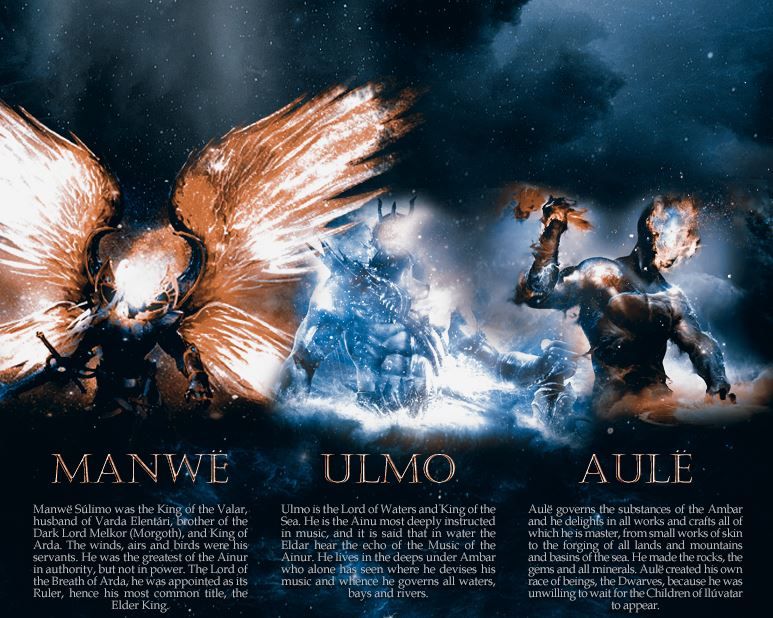 MANWË
Manwë Súlimo was the King of the Valar,
husband of Varda Elentári, brother of the
Dark Lord Melkor (Morgoth), and King of
Arda. The winds, airs and birds were his
servants. He was the greatest of the Ainur
in authority, but not in power. The Lord of
the Breath of Arda, he was appointed as its
Ruler, hence his most common title, the
Elder King.
ULMO
Ulmo is the Lord of Waters and King of the
Sea. He is the Ainu most deeply instructed
in music, and it is said that in water the
Eldar hear the echo of the Music of the
Ainur. He lives in the deeps under Ambar
who alone has seen where he devises his
music and whence he governs all waters,
bays and rivers.
AULË
Aulë governs the substances of the Ambar
and he delights in all works and crafts all of
which he is master, from small works of skin
to the forging of all lands and mountains
and basins of the sea. He made the rocks, the
gems and all minerals. Aulë created his own
race of beings, the Dwarves, because he was
unwilling to wait for the Children of Ilúvatar
to appear.